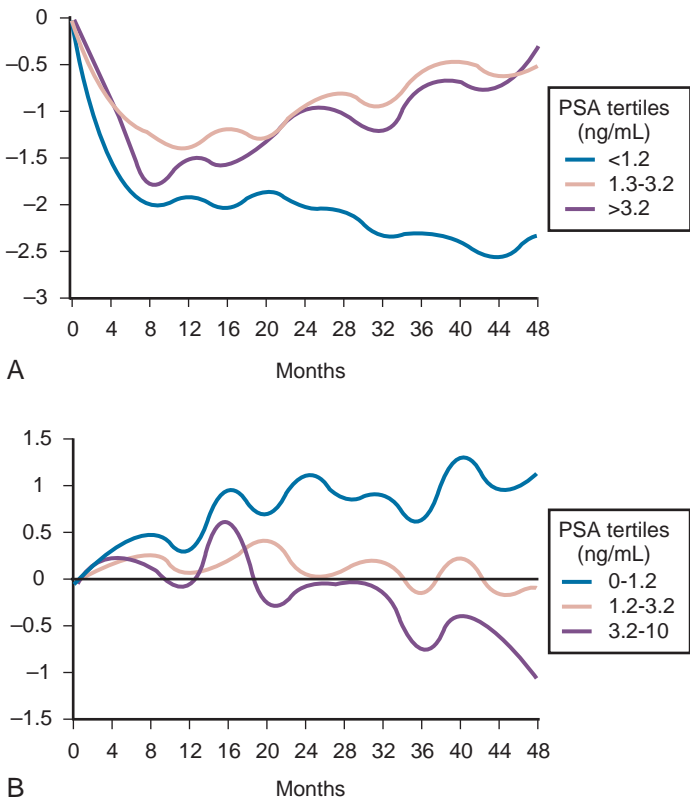 0
–0.5
–1
–1.5
–2
–2.5
–3
0 4 8 12 16 20 24 28 32 36 40 44 48
Months
A
PSA tertiles
(ng/mL)
<1.2
1.3-3.2
>3.2
1.5
1
0.5
0
–0.5
–1
–1.5
0 4 8 12 16 20 24 28 32 36 40 44 48
Months
B
PSA tertiles
(ng/mL)
0-1.2
1.2-3.2
3.2-10